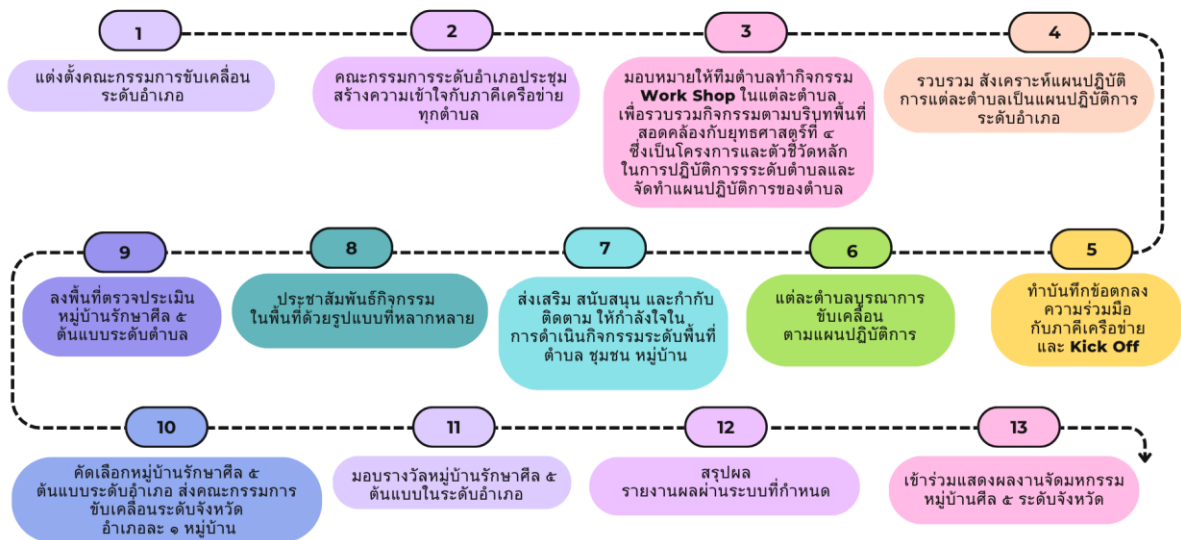 1
แต่งตั้งคณะกรรมการขับเคลื่อน
ระดับอำเภอ
2
คณะกรรมการระดับอำเภอประชุม
สร้างความเข้าใจกับภาคีเครือข่าย
ทุกตำบล
3
มอบหมายให้ทีมตำบลทำกิจกรรม
Work Shop ในแต่ละตำบล
เพื่อรวบรวมกิจกรรมตามบริบทพื้นที่
สอดคล้องกับยุทธศาสตร์ที่ ๔
ซึ่งเป็นโครงการและตัวชี้วัดหลัก
ในการปฏิบัติการรระดับตำบลและ
จัดทำแผนปฏิบัติการของตำบล
4
รวบรวม สังเคราะห์แผนปฏิบัติ
การแต่ละตำบลเป็นแผนปฏิบัติการ
ระดับอำเภอ
5
ทำบันทึกข้อตกลง
ความร่วมมือ
กับภาคีเครือข่าย
และ Kick Off
6
แต่ละตำบลบูรณาการ
ขับเคลื่อน
ตามแผนปฏิบัติการ
7
ส่งเสริม สนับสนุน และกำกับ
ติดตาม ให้กำลังใจใน
การดำเนินกิจกรรมระดับพื้นที่
ตำบล ชุมชน หมู่บ้าน
8
ประชาสัมพันธ์กิจกรรม
ในพื้นที่ด้วยรูปแบบที่หลากหลาย
9
ลงพื้นที่ตรวจประเมิน
หมู่บ้านรักษาศีล ๕
ต้นแบบระดับตำบล
10
คัดเลือกหมู่บ้านรักษาศีล ๕
ต้นแบบระดับอำเภอ ส่งคณะกรรมการ
ขับเคลื่อนระดับจังหวัด
อำเภอละ ๑ หมู่บ้าน
11
มอบรางวัลหมู่บ้านรักษาศีล ๕
ต้นแบบในระดับอำเภอ
12
สรุปผล
รายงานผลผ่านระบบที่กำหนด
13
เข้าร่วมแสดงผลงานจัดมหกรรม
หมู่บ้านศีล ๕ ระดับจังหวัด